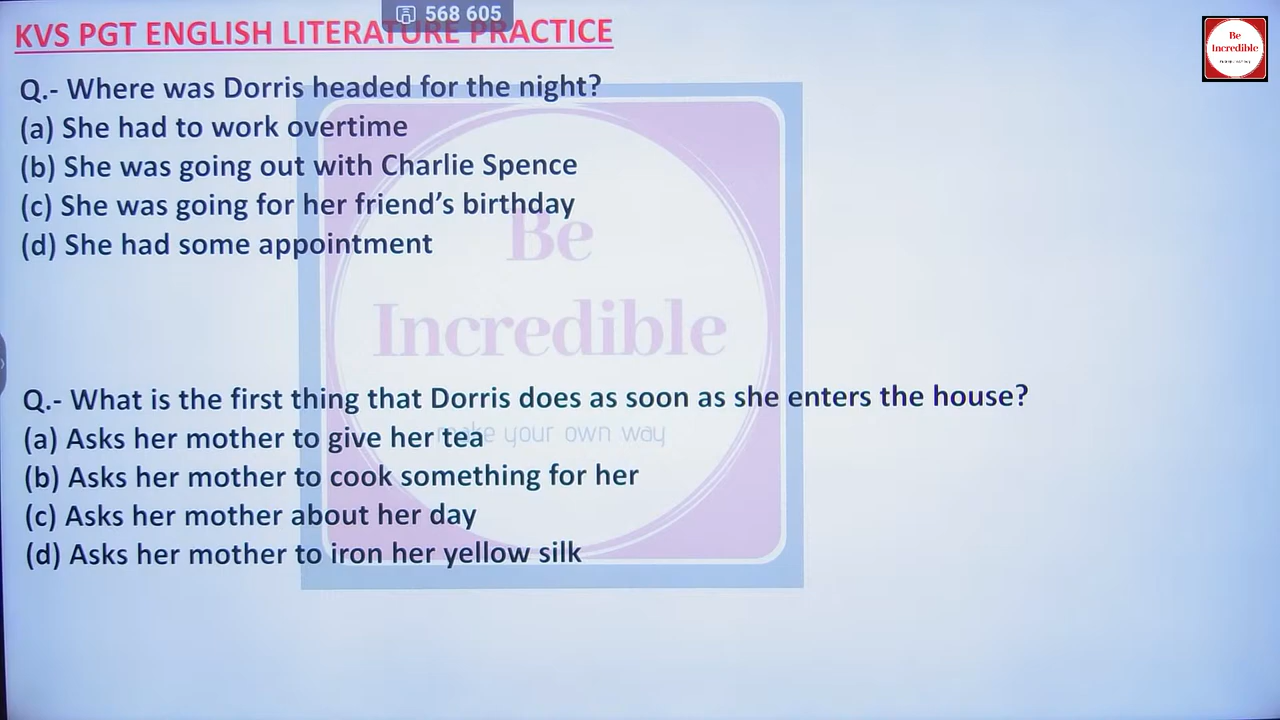 568 605
KVS PGT ENGLISH LITERATURE PRACTICE
Be
Incredible
Q.- Where was Dorris headed for the night?
(a) She had to work overtime
(b) She was going out with Charlie Spence
(c) She was going for her friend's birthday
(d) She had some appointment
Be
Incredible
Q.- What is the first thing that Dorris does as soon as she enters the house?
(a) Asks her mother to give her tea
make your own way
(b) Asks her mother to cook something for her
(c) Asks her mother about her day
(d) Asks her mother to iron her yellow silk